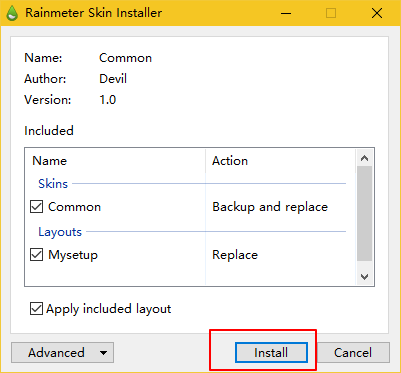 Rainmeter Skin Installer
Name: Common
Author: Devil
Version: 1.0
Included
Name Action
Skins
Common Backup and replace
Layouts
Mysetup Replace
Apply included layout
Advanced Install Cancel